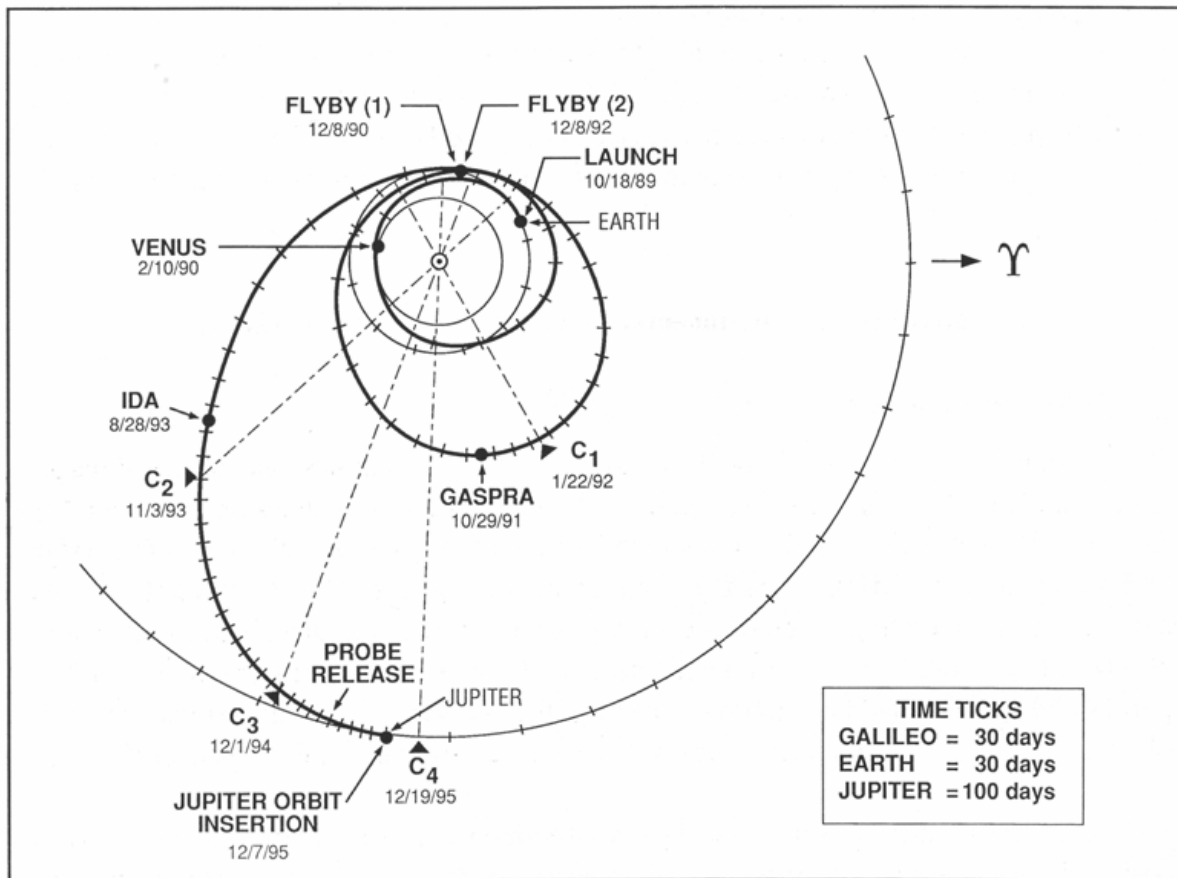 FLYBY (1)
12/8/90
FLYBY (2)
12/8/92
LAUNCH
10/18/89
EARTH
VENUS
2/10/90
♈
IDA
8/28/93
C2
11/3/93
C1
1/22/92
GASPRA
10/29/91
PROBE
RELEASE
JUPITER
C3
12/1/94
C4
12/19/95
JUPITER ORBIT
INSERTION
12/7/95
TIME TICKS
GALILEO = 30 days
EARTH = 30 days
JUPITER = 100 days